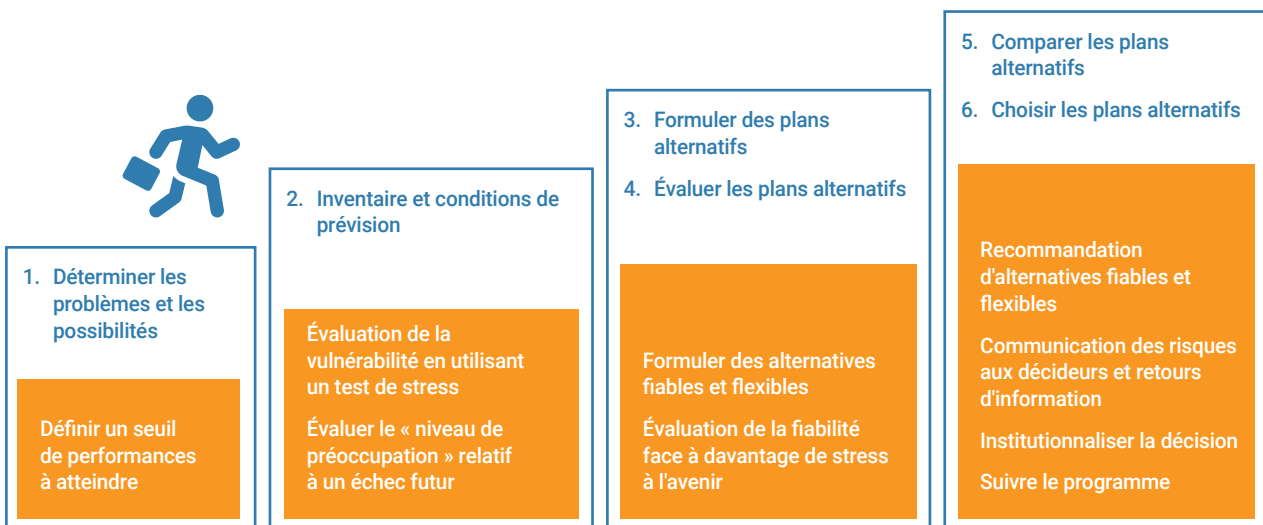 1. Déterminer les
problèmes et les
possibilités
Définir un seuil
de performances
à atteindre
2. Inventaire et conditions de
prévision
Évaluation de la
vulnérabilité en utilisant
un test de stress
Évaluer le « niveau de
préoccupation » relatif
à un échec futur
3. Formuler des plans
alternatifs
4. Évaluer les plans alternatifs
Formuler des alternatives
fiables et flexibles
Évaluation de la fiabilité
face à davantage de stress
à l'avenir
5. Comparer les plans
alternatifs
6. Choisir les plans alternatifs
Recommandation
d'alternatives fiables et
flexibles
Communication des risques
aux décideurs et retours
d'information
Institutionnaliser la décision
Suivre le programme